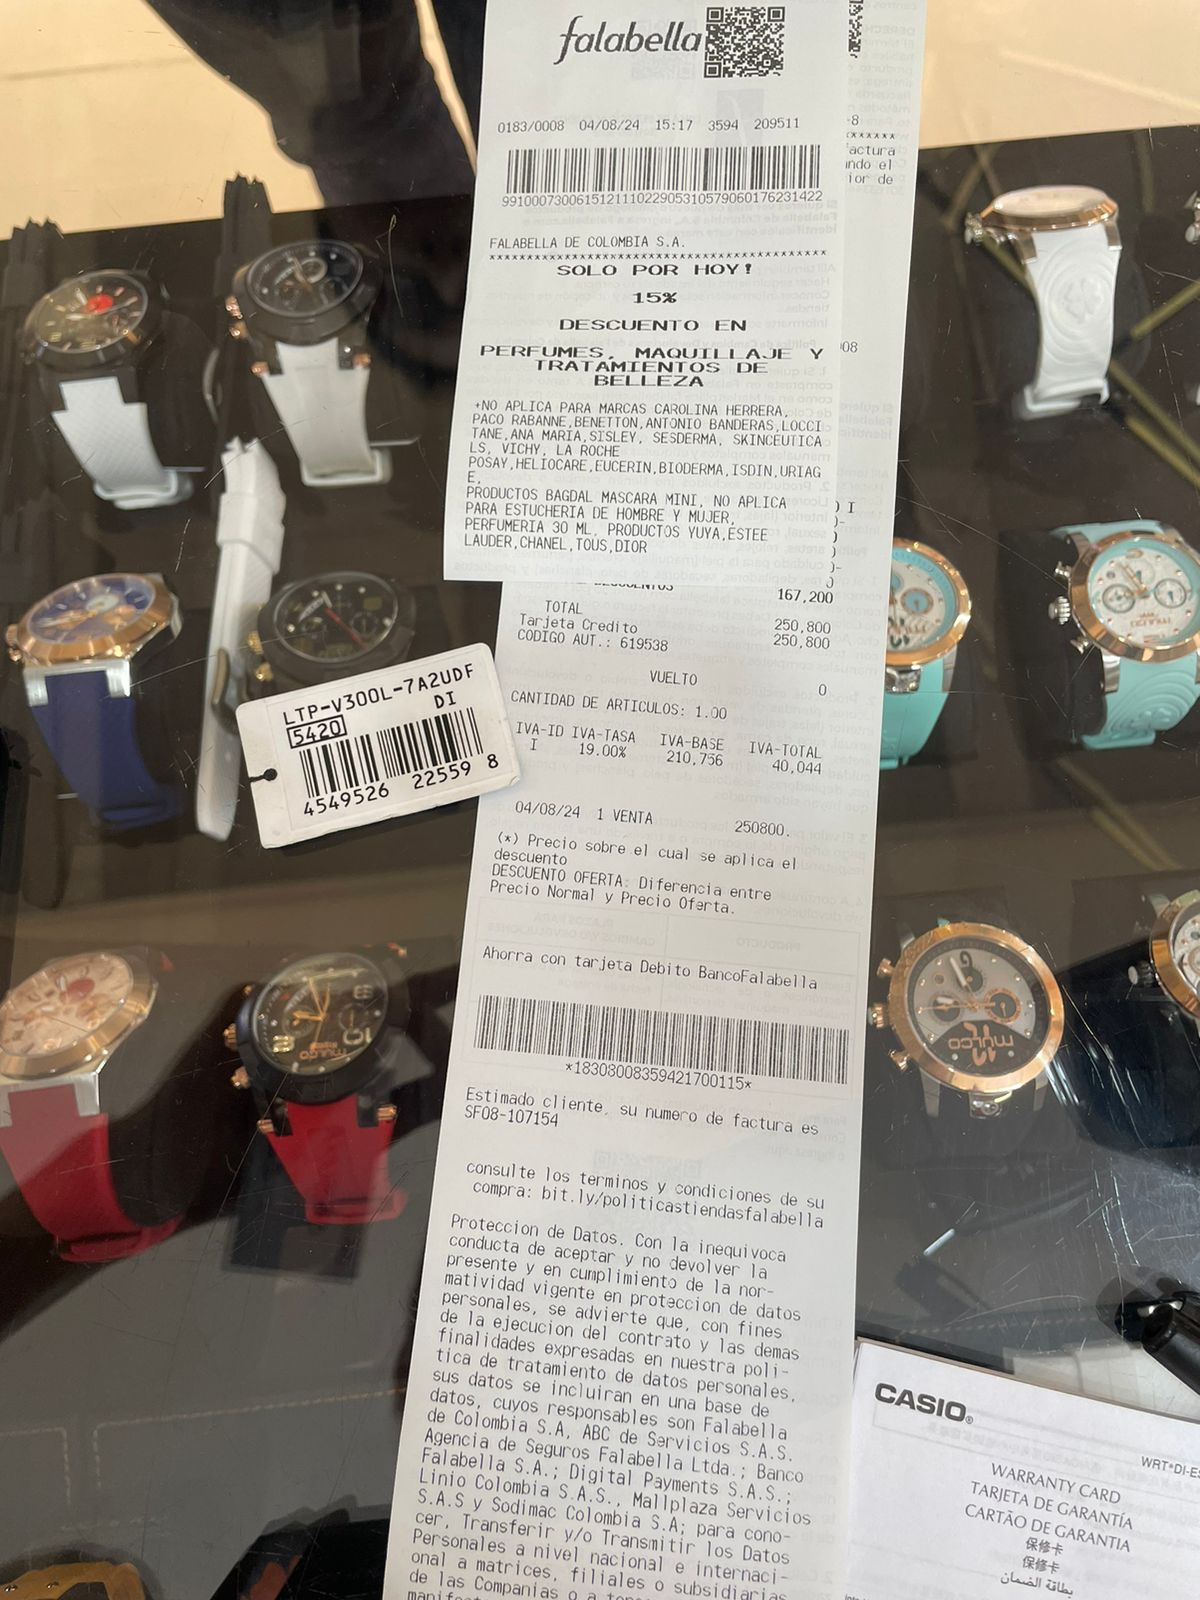 falabella
0183/0008 04/08/24 15:17 3594 209511
991000730061512111022905310579060176231422
FALABELLA DE COLOMBIA S.A.
****************************************
SOLO POR HOY!
15%
DESCUENTO EN
PERFUMES, MAQUILLAJE Y
TRATAMIENTOS DE
BELLEZA
+NO APLICA PARA MARCAS CAROLINA HERRERA,
PACO RABANNE,BENETTON,ANTONIO BANDERAS,LOCCI
TANE,ANA MARIA,SISLEY, SESDERMA, SKINCEUTICA
LS, VICHY, LA ROCHE
POSAY,HELIOCARE,EUCERIN,BIODERMA,ISDIN,URIAG
E,
PRODUCTOS BAGDAL MASCARA MINI, NO APLICA
PARA ESTUCHERIA DE HOMBRE Y MUJER,
PERFUMERIA 30 ML, PRODUCTOS YUYA,ESTEE
LAUDER,CHANEL,TOUS,DIOR
167,200
TOTAL 250,800
Tarjeta Credito 250,800
CODIGO AUT.: 619538
VUELTO 0
CANTIDAD DE ARTICULOS: 1.00
IVA-ID IVA-TASA IVA-BASE IVA-TOTAL
I 19.00% 210,756 40,044
04/08/24 1 VENTA 250800.
(*) Precio sobre el cual se aplica el
descuento
DESCUENTO OFERTA: Diferencia entre
Precio Normal y Precio Oferta.
Ahorra con tarjeta Debito BancoFalabella
*18308008359421700115*
Estimado cliente, su numero de factura es
SF08-107154
consulte los terminos y condiciones de su
compra: bit.ly/politicastiendasfalabella
Proteccion de Datos. Con la inequivoca
conducta de aceptar y no devolver la
presente y en cumplimiento de la nor-
matividad vigente en proteccion de datos
personales, se advierte que, con fines
de la ejecucion del contrato y las demas
finalidades expresadas en nuestra poli-
tica de tratamiento de datos personales,
sus datos se incluiran en una base de
datos, cuyos responsables son Falabella
de Colombia S.A, ABC de Servicios S.A.S.
Agencia de Seguros Falabella Ltda.; Banco
Falabella S.A.; Digital Payments S.A.S.;
Linio Colombia S.A.S., Mallplaza Servicios
S.A.S y Sodimac Colombia S.A; para cono-
cer, Transferir y/o Transmitir los Datos
Personales a nivel nacional e internaci-
onal a matrices, filiales o subsidiarias
de las Companias o a
LTP-V300L-7A2UDF
5420 DI
4549526 22559 8
MULCO
MULCO
CASIO®
WRT*DI-ES
WARRANTY CARD
TARJETA DE GARANTÍA
CARTÃO DE GARANTIA
保修卡
保修卡
بطاقة الضمان